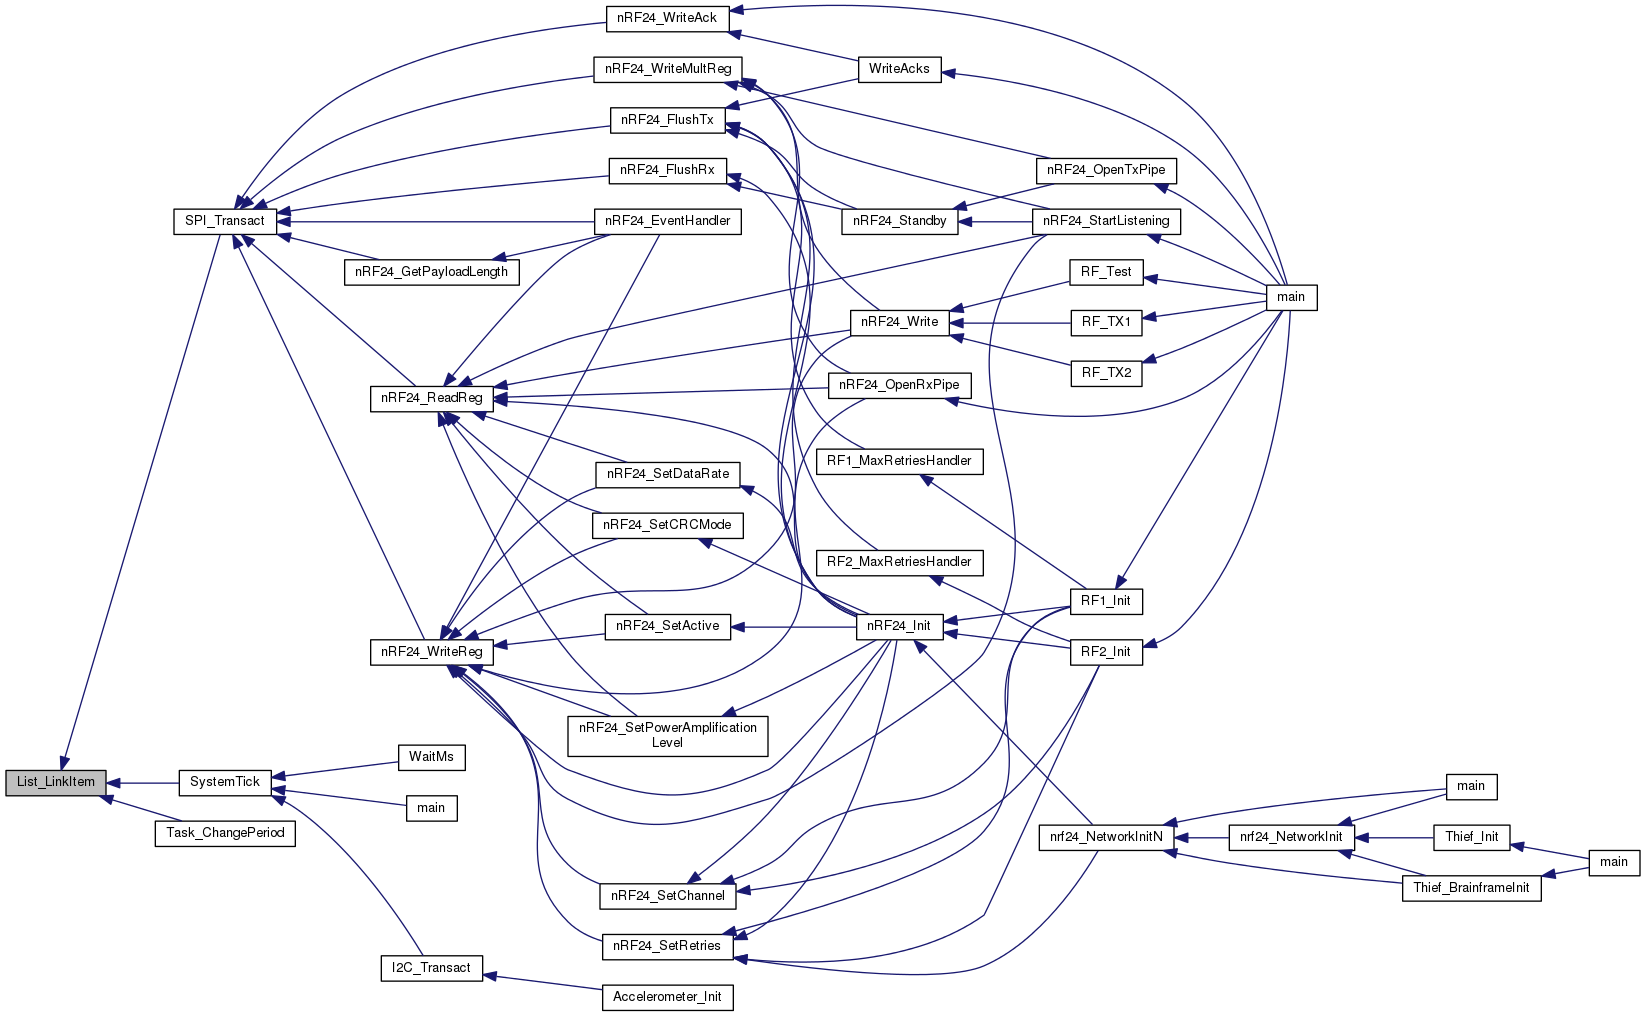 nRF24_WriteAck
nRF24_WriteMultReg
WriteAcks
nRF24_FlushTx
nRF24_FlushRx
nRF24_OpenTxPipe
SPI_Transact
nRF24_EventHandler
nRF24_Standby
nRF24_StartListening
nRF24_GetPayloadLength
RF_Test
main
nRF24_Write
RF_TX1
RF_TX2
nRF24_ReadReg
nRF24_OpenRxPipe
RF1_MaxRetriesHandler
nRF24_SetDataRate
nRF24_SetCRCMode
RF2_MaxRetriesHandler
RF1_Init
nRF24_SetActive
nRF24_Init
nRF24_WriteReg
RF2_Init
nRF24_SetPowerAmplification
Level
WaitMs
List_LinkItem
SystemTick
main
main
Task_ChangePeriod
nrf24_NetworkInitN
nrf24_NetworkInit
Thief_Init
main
Thief_BrainframeInit
nRF24_SetChannel
nRF24_SetRetries
I2C_Transact
Accelerometer_Init